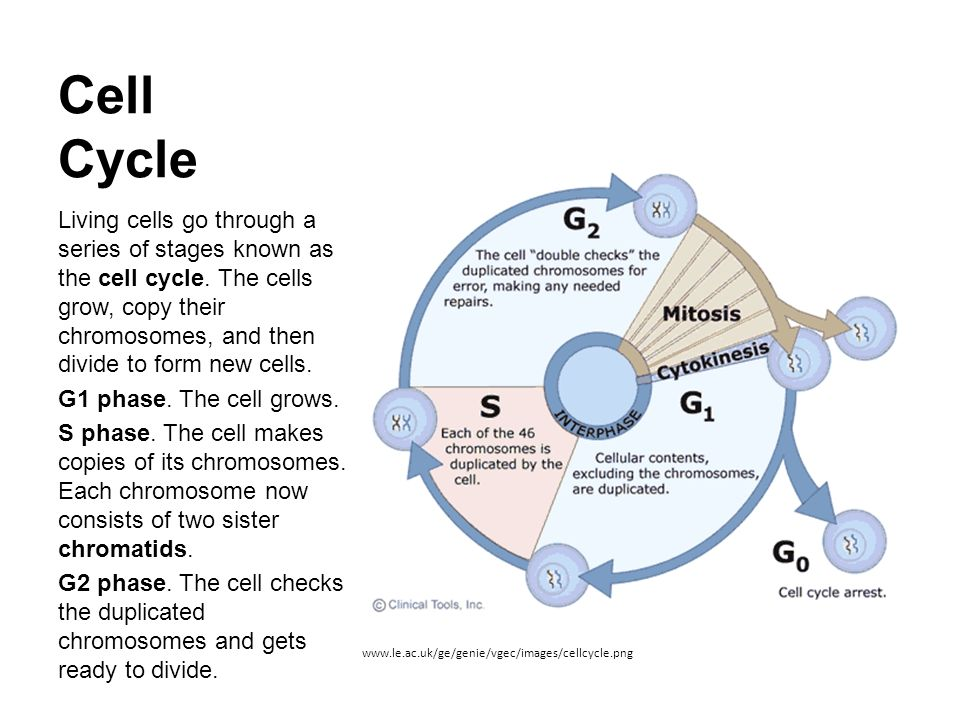 Cell
Cycle
Living cells go through a
series of stages known as
the cell cycle. The cells
grow, copy their
chromosomes, and then
divide to form new cells.
G1 phase. The cell grows.
S phase. The cell makes
copies of its chromosomes.
Each chromosome now
consists of two sister
chromatids.
G2 phase. The cell checks
the duplicated
chromosomes and gets
ready to divide.
G2
The cell “double checks” the
duplicated chromosomes for
error, making any needed
repairs.
Mitosis
Cytokinesis
G1
Cellular contents,
excluding the chromosomes,
are duplicated.
INTERPHASE
S
Each of the 46
chromosomes is
duplicated by the
cell.
G0
Cell cycle arrest.
© Clinical Tools, Inc.
www.le.ac.uk/ge/genie/vgec/images/cellcycle.png